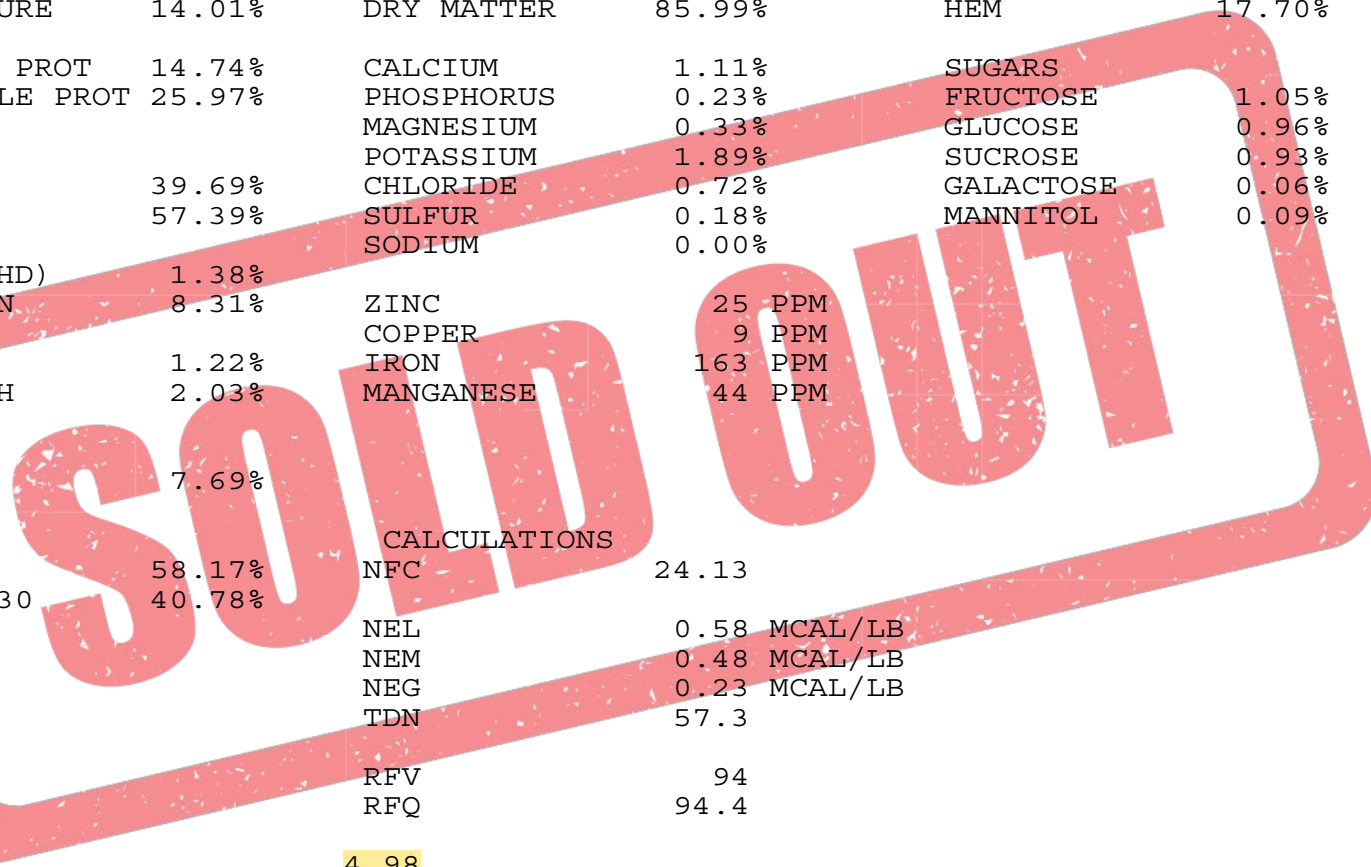 URE 14.01% DRY MATTER 85.99% HEM 17.70%
PROT 14.74% CALCIUM 1.11% SUGARS
LE PROT 25.97% PHOSPHORUS 0.23% FRUCTOSE 1.05%
MAGNESIUM 0.33% GLUCOSE 0.96%
POTASSIUM 1.89% SUCROSE 0.93%
39.69% CHLORIDE 0.72% GALACTOSE 0.06%
57.39% SULFUR 0.18% MANNITOL 0.09%
SODIUM 0.00%
HD) 1.38%
N 8.31% ZINC 25 PPM
COPPER 9 PPM
1.22% IRON 163 PPM
H 2.03% MANGANESE 44 PPM
7.69%
CALCULATIONS
58.17% NFC 24.13
30 40.78%
NEL 0.58 MCAL/LB
NEM 0.48 MCAL/LB
NEG 0.23 MCAL/LB
TDN 57.3
RFV 94
RFQ 94.4
4.98
SOLD OUT